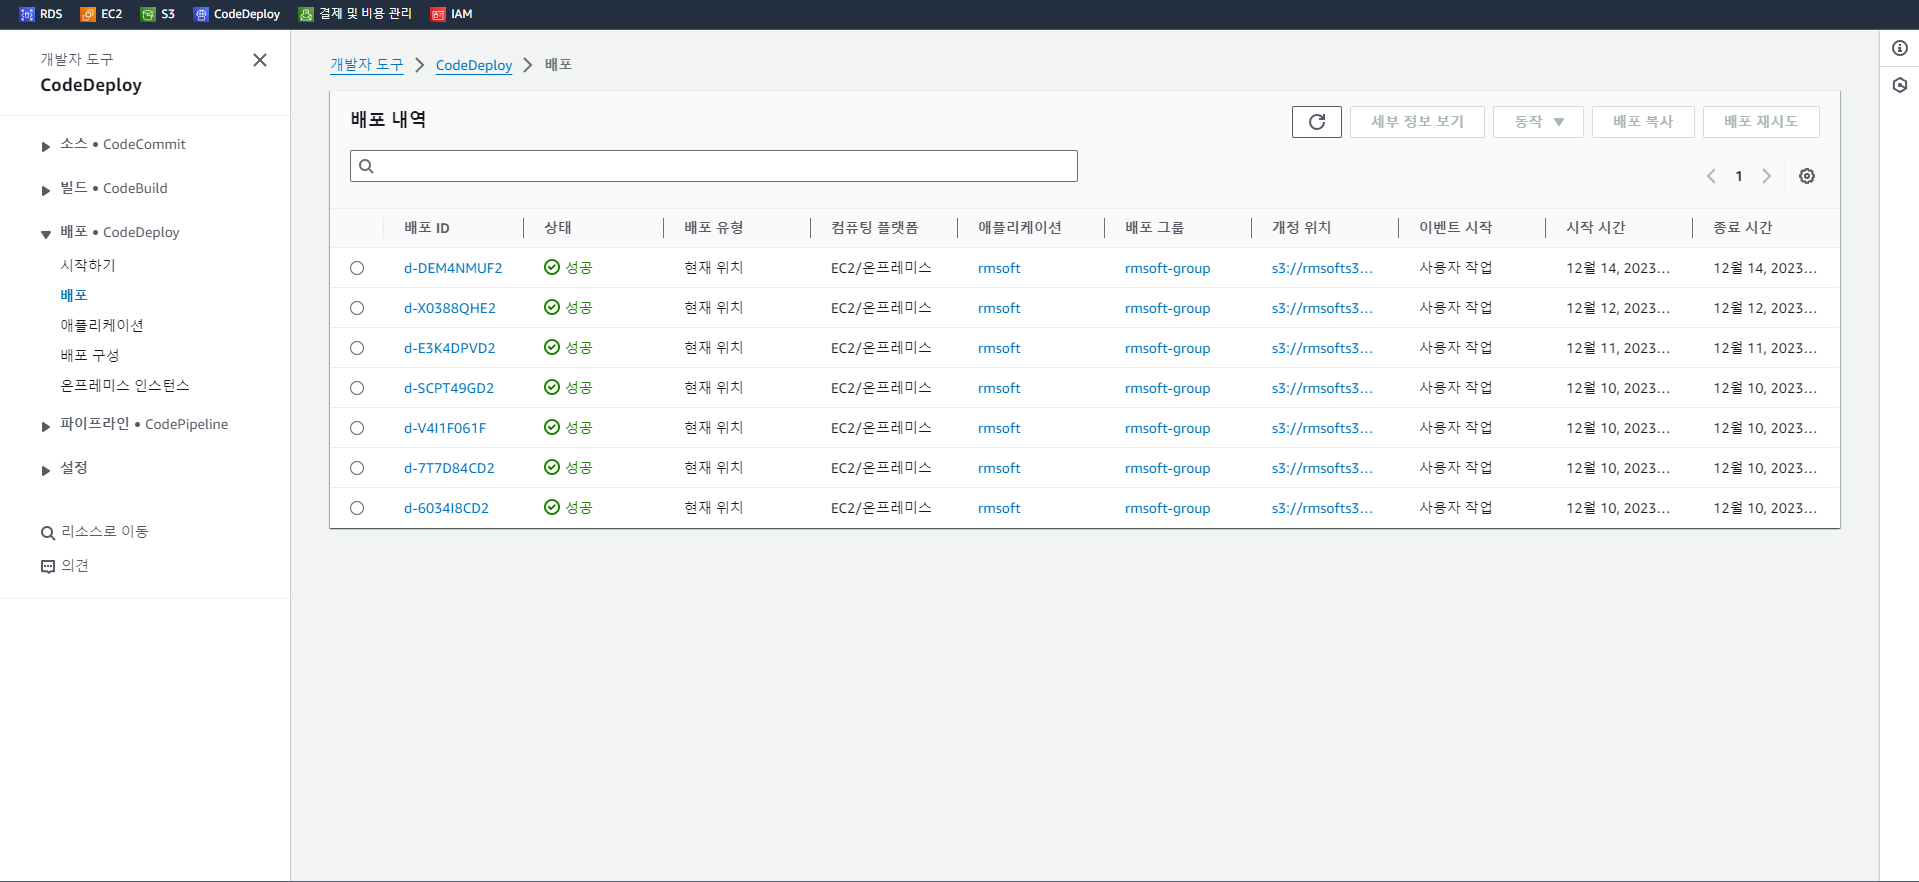 RDS EC2 S3 CodeDeploy 결제 및 비용 관리 IAM
개발자 도구
CodeDeploy
소스 • CodeCommit
빌드 • CodeBuild
배포 • CodeDeploy
시작하기
배포
애플리케이션
배포 구성
온프레미스 인스턴스
파이프라인 • CodePipeline
설정
리소스로 이동
의견
개발자 도구 CodeDeploy 배포
배포 내역
세부 정보 보기 동작 배포 복사 배포 재시도
1
배포 ID 상태 배포 유형 컴퓨팅 플랫폼 애플리케이션 배포 그룹 개정 위치 이벤트 시작 시작 시간 종료 시간
d-DEM4NMUF2 성공 현재 위치 EC2/온프레미스 rmsoft rmsoft-group s3://rmsofts3... 사용자 작업 12월 14, 2023... 12월 14, 2023...
d-X0388QHE2 성공 현재 위치 EC2/온프레미스 rmsoft rmsoft-group s3://rmsofts3... 사용자 작업 12월 12, 2023... 12월 12, 2023...
d-E3K4DPVD2 성공 현재 위치 EC2/온프레미스 rmsoft rmsoft-group s3://rmsofts3... 사용자 작업 12월 11, 2023... 12월 11, 2023...
d-SCPT49GD2 성공 현재 위치 EC2/온프레미스 rmsoft rmsoft-group s3://rmsofts3... 사용자 작업 12월 10, 2023... 12월 10, 2023...
d-V4I1F061F 성공 현재 위치 EC2/온프레미스 rmsoft rmsoft-group s3://rmsofts3... 사용자 작업 12월 10, 2023... 12월 10, 2023...
d-7T7D84CD2 성공 현재 위치 EC2/온프레미스 rmsoft rmsoft-group s3://rmsofts3... 사용자 작업 12월 10, 2023... 12월 10, 2023...
d-6034I8CD2 성공 현재 위치 EC2/온프레미스 rmsoft rmsoft-group s3://rmsofts3... 사용자 작업 12월 10, 2023... 12월 10, 2023...